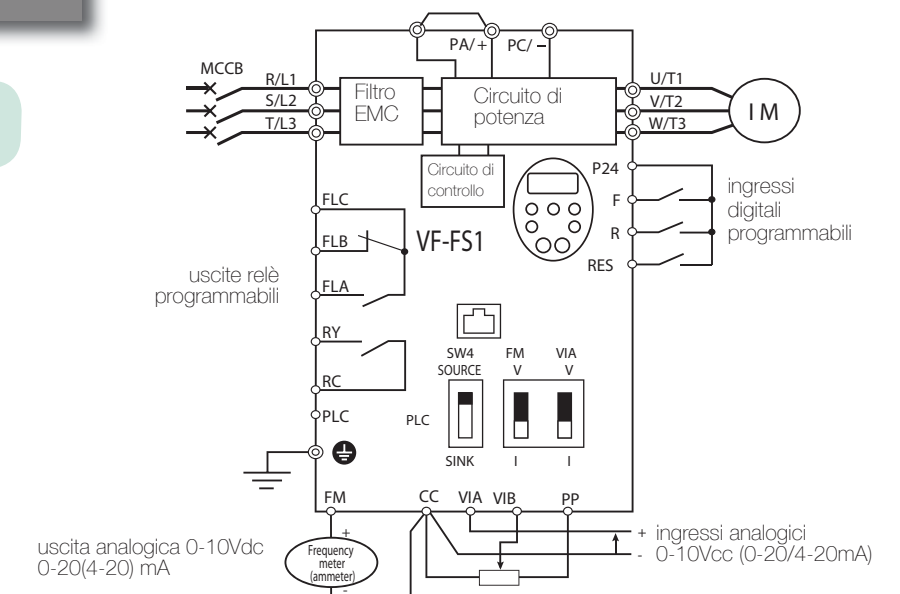 PA/+ PC/ –
MCCB
R/L1
S/L2
T/L3
Filtro
EMC
Circuito di
potenza
U/T1
V/T2
W/T3
IM
Circuito di
controllo
P24
F
R
RES
ingressi
digitali
programmabili
FLC
FLB
FLA
VF-FS1
uscite relè
programmabili
RY
RC
PLC
SW4
SOURCE
PLC
SINK
FM
V
I
VIA
V
I
FM
CC
VIA
VIB
PP
+
Frequency
meter
(ammeter)
-
uscita analogica 0-10Vdc
0-20(4-20) mA
+ ingressi analogici
- 0-10Vcc (0-20/4-20mA)